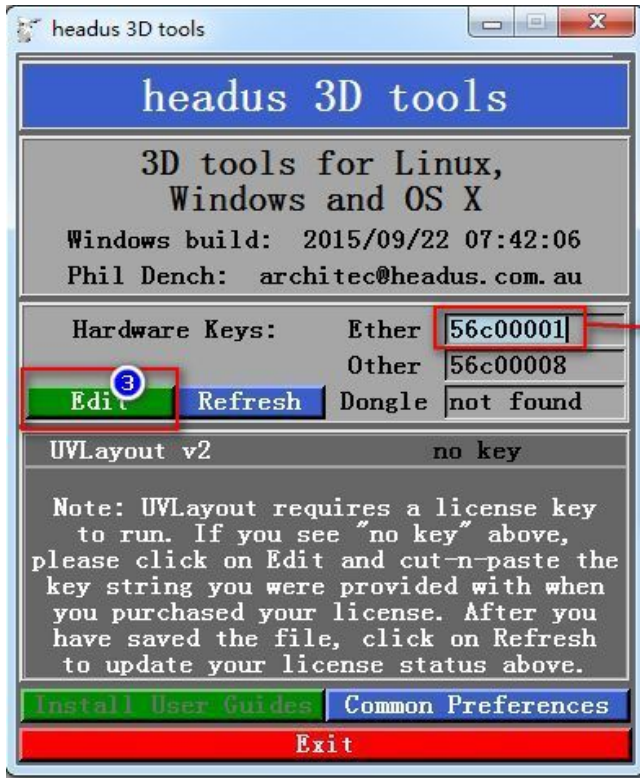 headus 3D tools
headus 3D tools
3D tools for Linux,
Windows and OS X
Windows build: 2015/09/22 07:42:06
Phil Dench: architec@headus.com.au
Hardware Keys: Ether 56c00001
Other 56c00008
3
Edit Refresh Dongle not found
UVLayout v2 no key
Note: UVLayout requires a license key
to run. If you see "no key" above,
please click on Edit and cut-n-paste the
key string you were provided with when
you purchased your license. After you
have saved the file, click on Refresh
to update your license status above.
Install User Guides Common Preferences
Exit